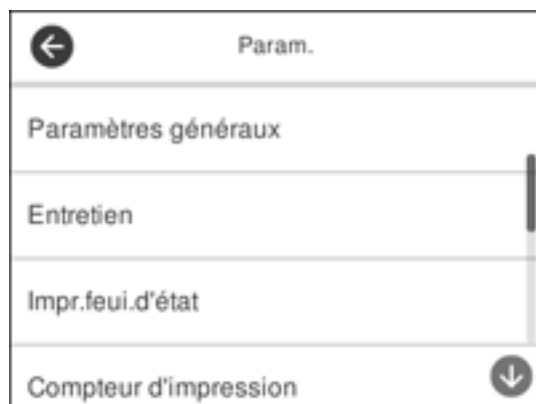 Param.
Paramètres généraux
Entretien
Impr.feui.d'état
Compteur d'impression